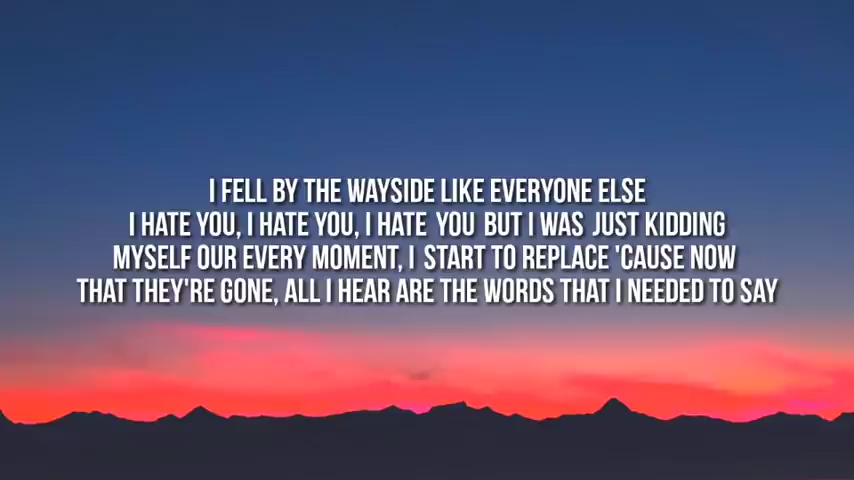 I FELL BY THE WAYSIDE LIKE EVERYONE ELSE
I HATE YOU, I HATE YOU, I HATE YOU BUT I WAS JUST KIDDING
MYSELF OUR EVERY MOMENT, I START TO REPLACE 'CAUSE NOW
THAT THEY'RE GONE, ALL I HEAR ARE THE WORDS THAT I NEEDED TO SAY